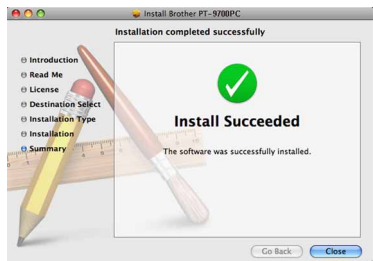 Install Brother PT-9700PC
Installation completed successfully
Introduction
Read Me
License
Destination Select
Installation Type
Installation
Summary
Install Succeeded
The software was successfully installed.
Go Back
Close